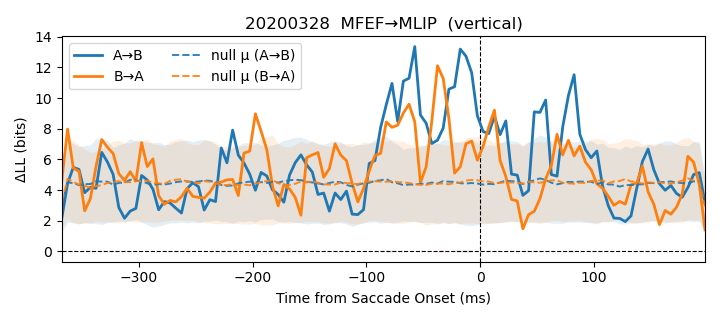 20200328  MFEF→MLIP  (vertical)
ΔLL (bits)
14
12
10
8
6
4
2
0
A→B
B→A
null μ (A→B)
null μ (B→A)
−300 −200 −100 0 100
Time from Saccade Onset (ms)